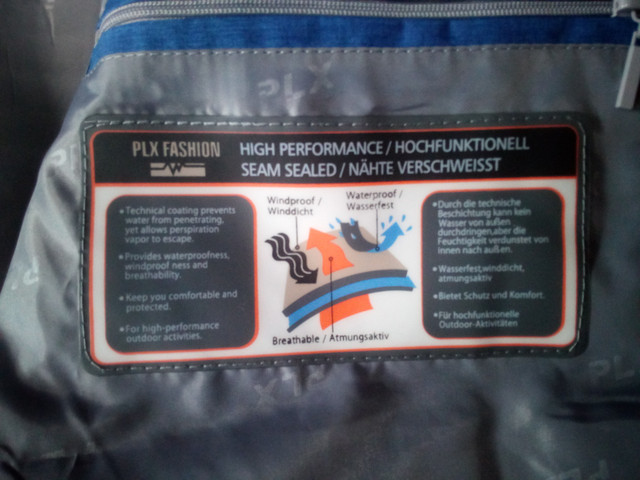 PLX FASHION
HIGH PERFORMANCE / HOCHFUNKTIONELL
SEAM SEALED / NÄHTE VERSCHWEISST
• Technical coating prevents
water from penetrating,
yet allows perspiration
vapor to escape.
• Provides waterproofness,
windproof ness and
breathability.
• Keep you comfortable and
protected.
• For high-performance
outdoor activities.
Windproof /
Winddicht
Waterproof /
Wasserfest
Breathable / Atmungsaktiv
• Durch die technische
Beschichtung kann kein
Wasser von außen
durchdringen,aber die
Feuchtigkeit verdunstet von
innen nach außen.
• Wasserfest,winddicht,
atmungsaktiv
• Bietet Schutz und Komfort.
• Für hochfunktionelle
Outdoor-Aktivitäten
PLX